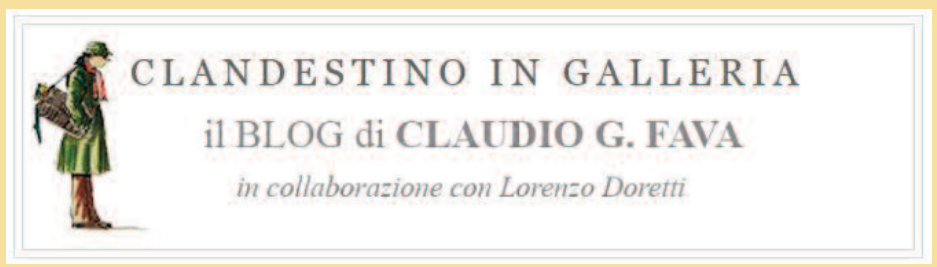 CLANDESTINO IN GALLERIA
il BLOG di CLAUDIO G. FAVA
in collaborazione con Lorenzo Doretti